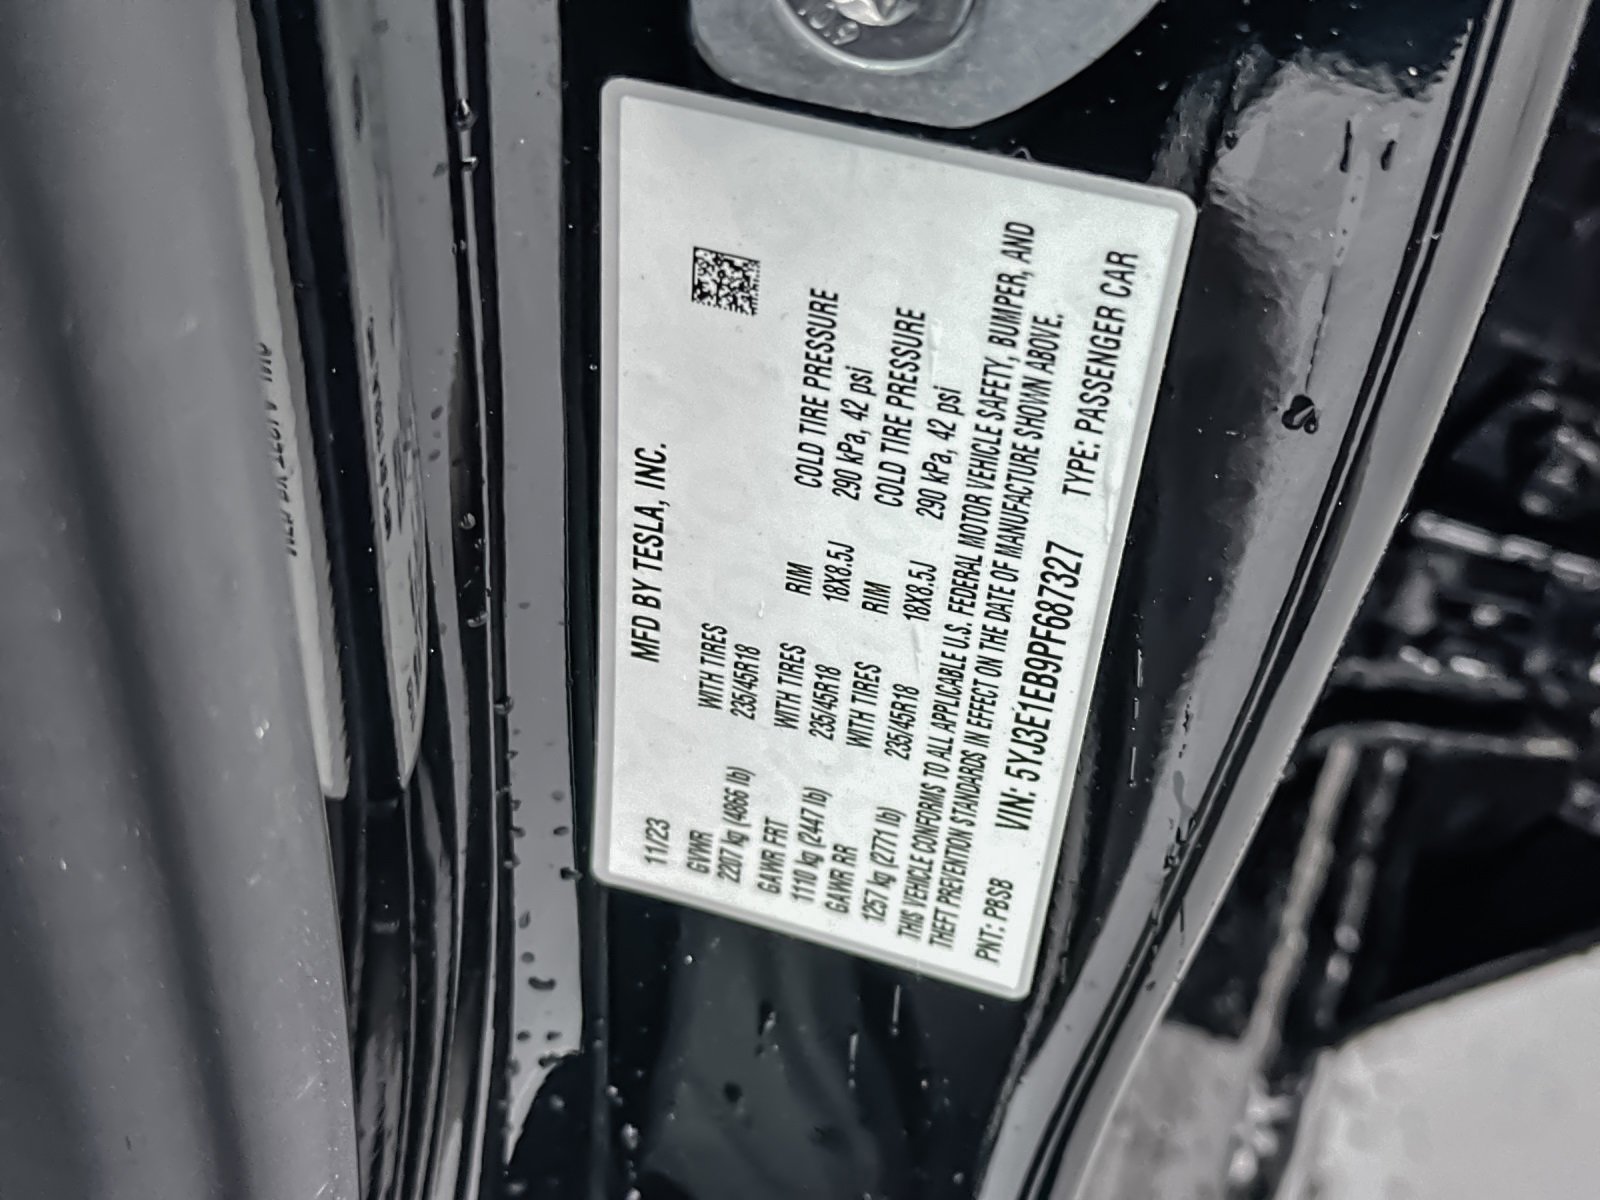 11/23 MFD BY TESLA, INC.
GVWR WITH TIRES
2207 kg (4866 lb) 235/45R18 RIM COLD TIRE PRESSURE
GAWR FRT WITH TIRES 18X8.5J 290 kPa, 42 psi
1110 kg (2447 lb) 235/45R18 RIM COLD TIRE PRESSURE
GAWR RR WITH TIRES 18X8.5J 290 kPa, 42 psi
1257 kg (2771 lb) 235/45R18
THIS VEHICLE CONFORMS TO ALL APPLICABLE U.S. FEDERAL MOTOR VEHICLE SAFETY, BUMPER, AND
THEFT PREVENTION STANDARDS IN EFFECT ON THE DATE OF MANUFACTURE SHOWN ABOVE.
PNT: PBSB VIN: 5YJ3E1EB9PF687327 TYPE: PASSENGER CAR